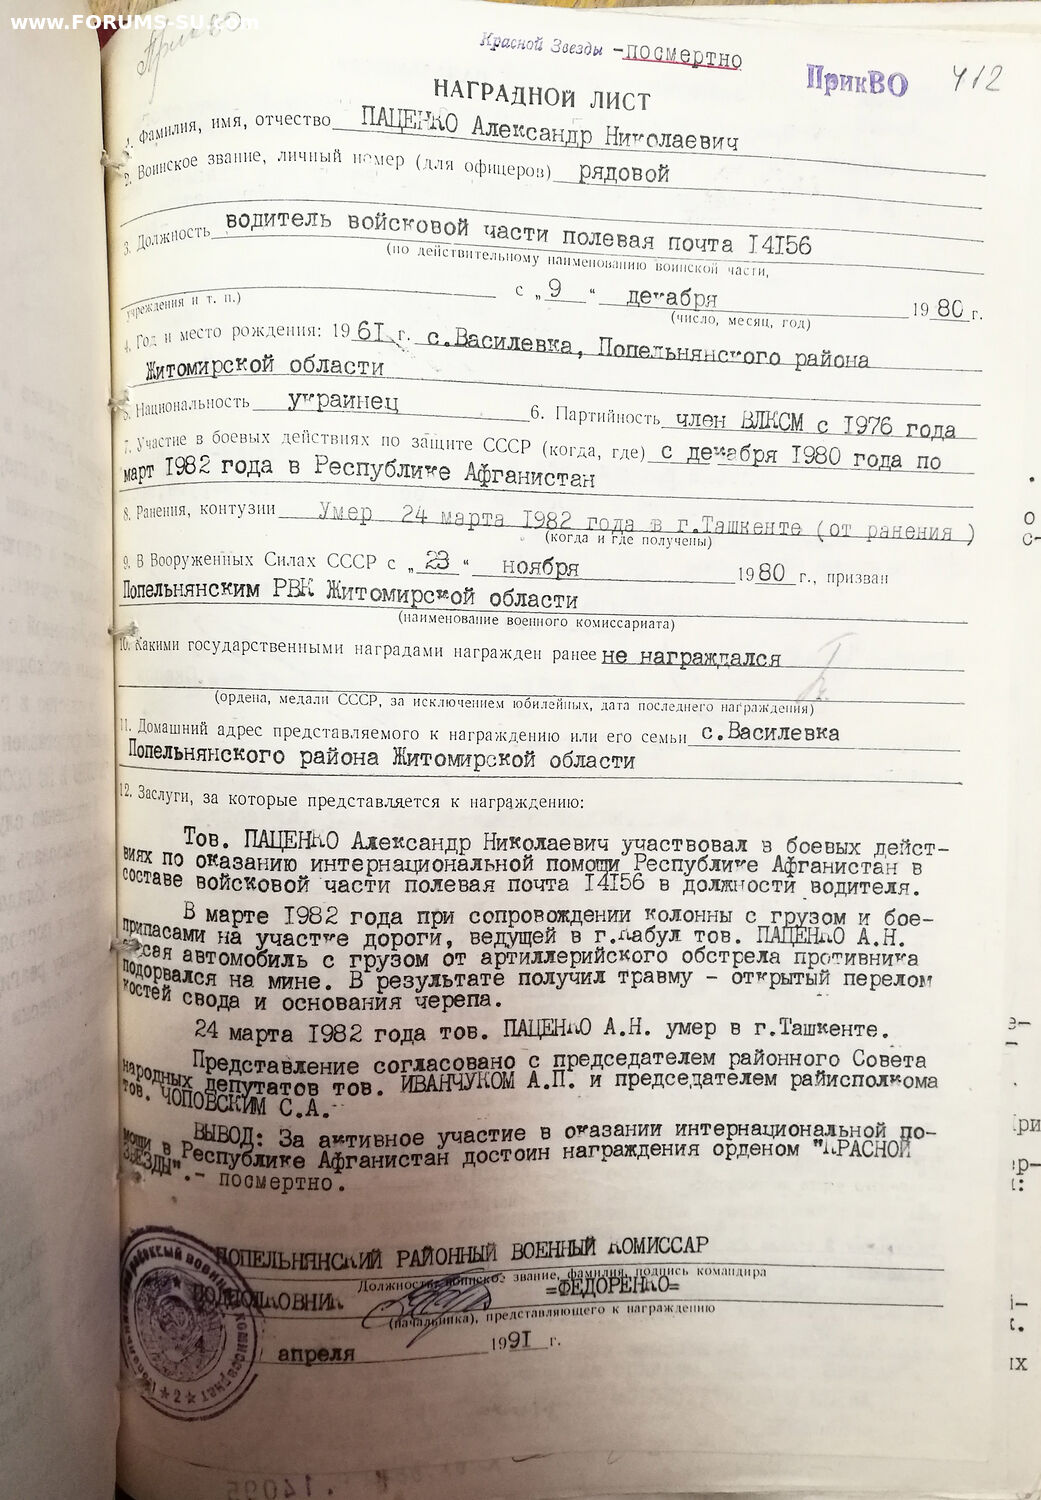 www.FORUMS-SU.com
ПрикВО
Красной Звезды -посмертно
ПрикВО 412
НАГРАДНОЙ ЛИСТ
1. Фамилия, имя, отчество ПАЦЕНКО Александр Николаевич
2. Воинское звание, личный номер (для офицеров) рядовой
3. Должность водитель войсковой части полевая почта 14156
(по действительному наименованию воинской части,
учреждения и т. п.) с „9“ декабря 1980 г.
(число, месяц, год)
4. Год и место рождения: 1961 г. с.Василевка, Попельнянского района
Житомирской области
5. Национальность украинец 6. Партийность член ВЛКСМ с 1976 года
7. Участие в боевых действиях по защите СССР (когда, где) с декабря 1980 года по
март 1982 года в Республике Афганистан
8. Ранения, контузии Умер 24 марта 1982 года в г.Ташкенте (от ранения )
(когда и где получены)
9. В Вооруженных Силах СССР с „23“ ноября 1980 г., призван
Попельнянским РВК Житомирской области
(наименование военного комиссариата)
10. Какими государственными наградами награжден ранее не награждался
(ордена, медали СССР, за исключением юбилейных, дата последнего награждения)
11. Домашний адрес представляемого к награждению или его семьи с.Василевка
Попельнянского района Житомирской области
12. Заслуги, за которые представляется к награждению:
Тов. ПАЦЕНКО Александр Николаевич участвовал в боевых дейст-
виях по оказанию интернациональной помощи Республике Афганистан в
составе войсковой части полевая почта 14156 в должности водителя.
В марте 1982 года при сопровождении колонны с грузом и бое-
припасами на участке дороги, ведущей в г.Кабул тов. ПАЦЕНКО А.Н.
спасая автомобиль с грузом от артиллерийского обстрела противника
подорвался на мине. В результате получил травму - открытый перелом
костей свода и основания черепа.
24 марта 1982 года тов. ПАЦЕНКО А.Н. умер в г.Ташкенте.
Представление согласовано с председателем районного Совета
народных депутатов тов. ИВАНЧУКОМ А.П. и председателем райисполкома
тов. ЧОПОВСКИМ С.А.-
ВЫВОД: За активное участие в оказании интернациональной по-
мощи в Республике Афганистан достоин награждения орденом "КРАСНОЙ
ЗВЕЗДЫ".- посмертно.
ПОПЕЛЬНЯНСКИЙ РАЙОННЫЙ ВОЕННЫЙ КОМИССАР
Должность, воинское звание, фамилия, подпись командира
ПОДПОЛКОВНИК =ФЕДОРЕНКО=
(начальника), представляющего к награждению
апреля 1991 г.